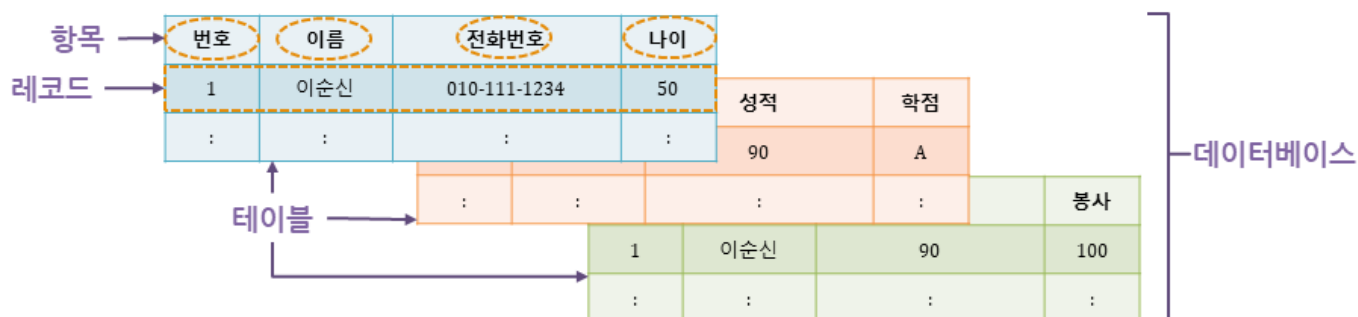 항목
번호 이름 전화번호 나이
레코드
1 이순신 010-111-1234 50
: : : :
성적 학점
90 A
: : : :
테이블
봉사
1 이순신 90 100
: : : :
데이터베이스